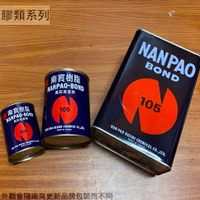 膠類系列
南寶樹脂
NANPAO-BOND
105
南寶樹脂
NANPAO-BOND
NANPAO
BOND
105
NAN PAO RESINS CHEMICAL CO.,LTD.
外觀會隨廠商更新品牌包裝而不同